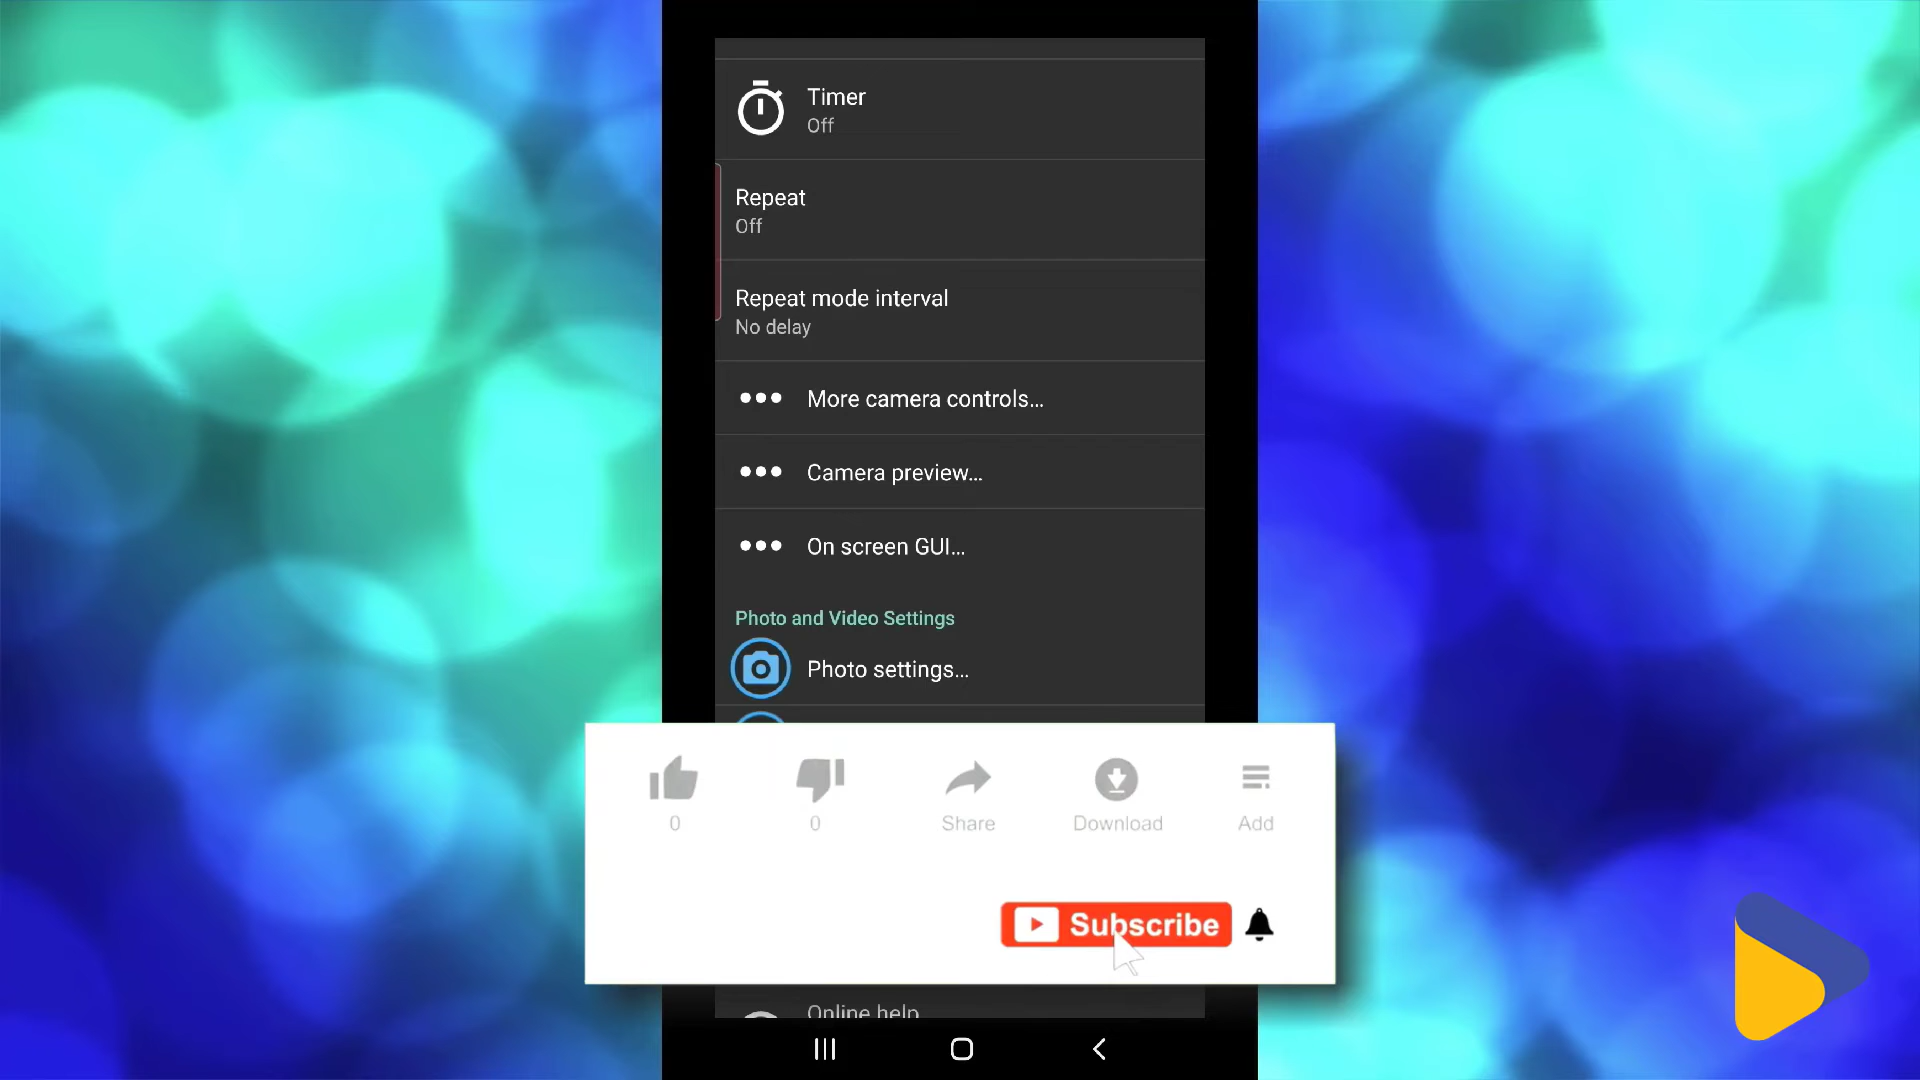 Timer
Off
Repeat
Off
Repeat mode interval
No delay
More camera controls...
Camera preview...
On screen GUI...
Photo and Video Settings
Photo settings...
0
0
Share
Download
Add
Subscribe
Online help